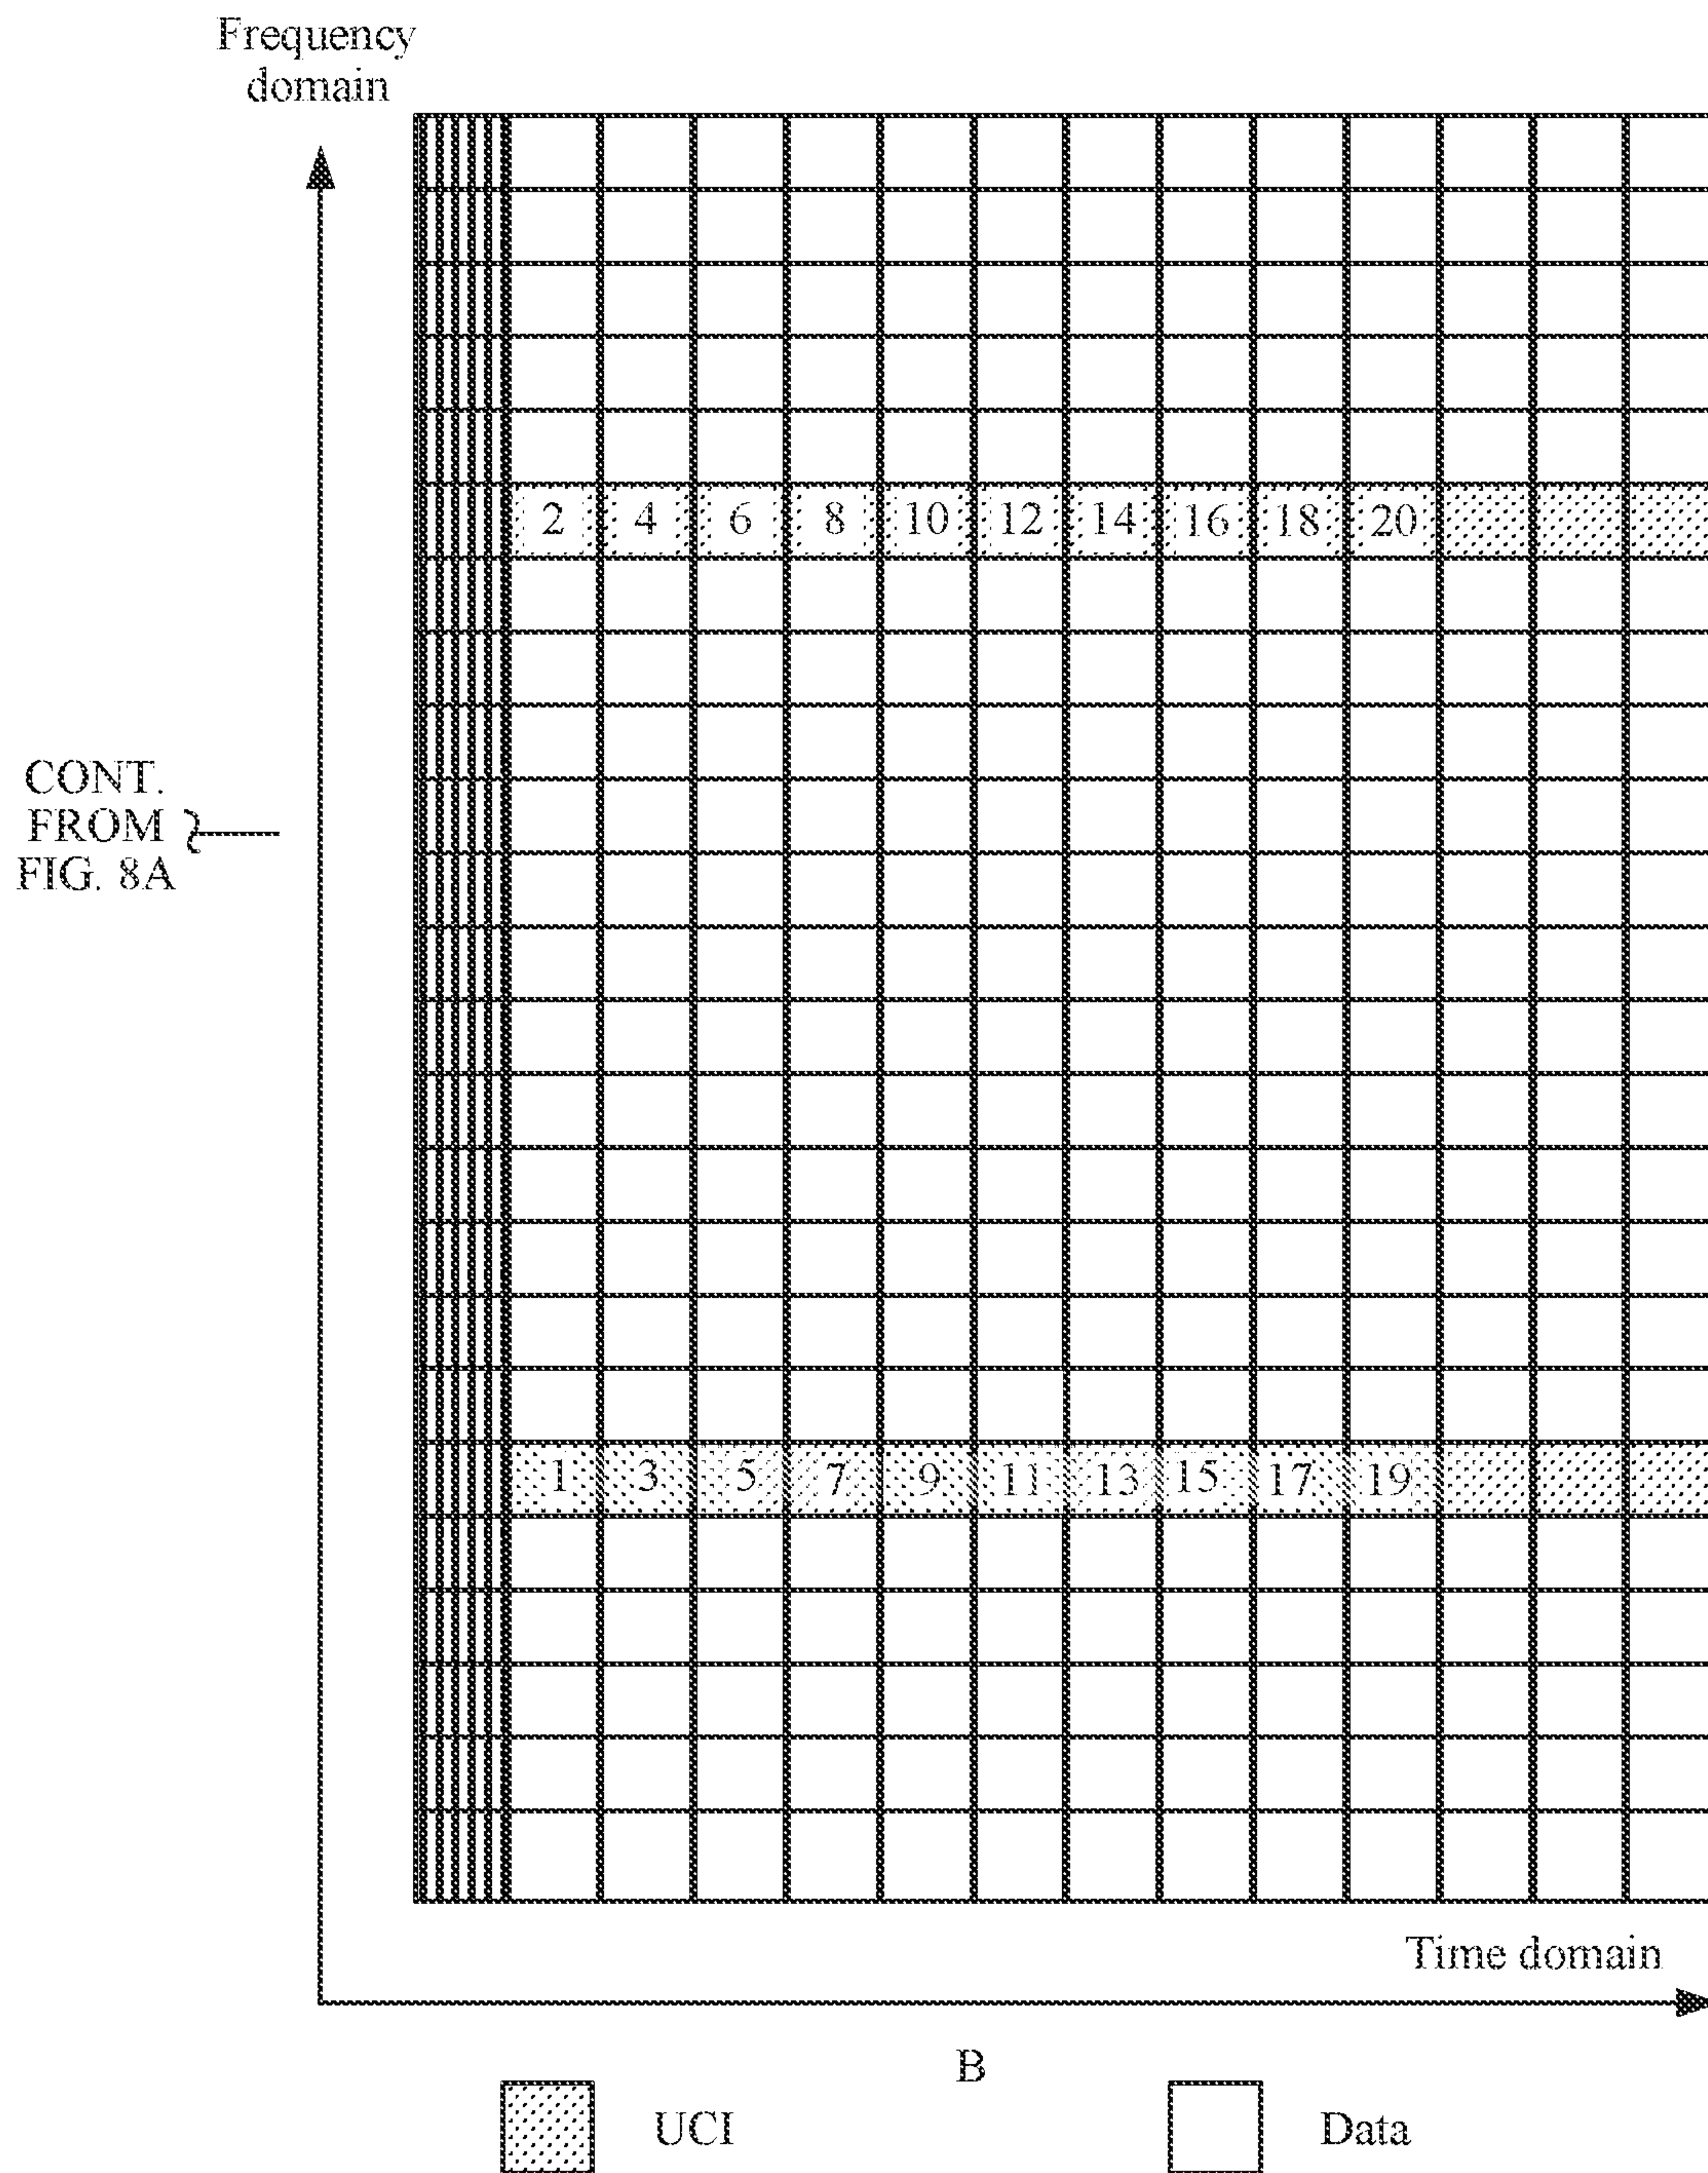 Frequency
domain
2 4 6 8 10 12 14 16 18 20
CONT.
FROM
FIG. 8A
1 3 5 7 9 11 13 15 17 19
Time domain
B
UCI Data